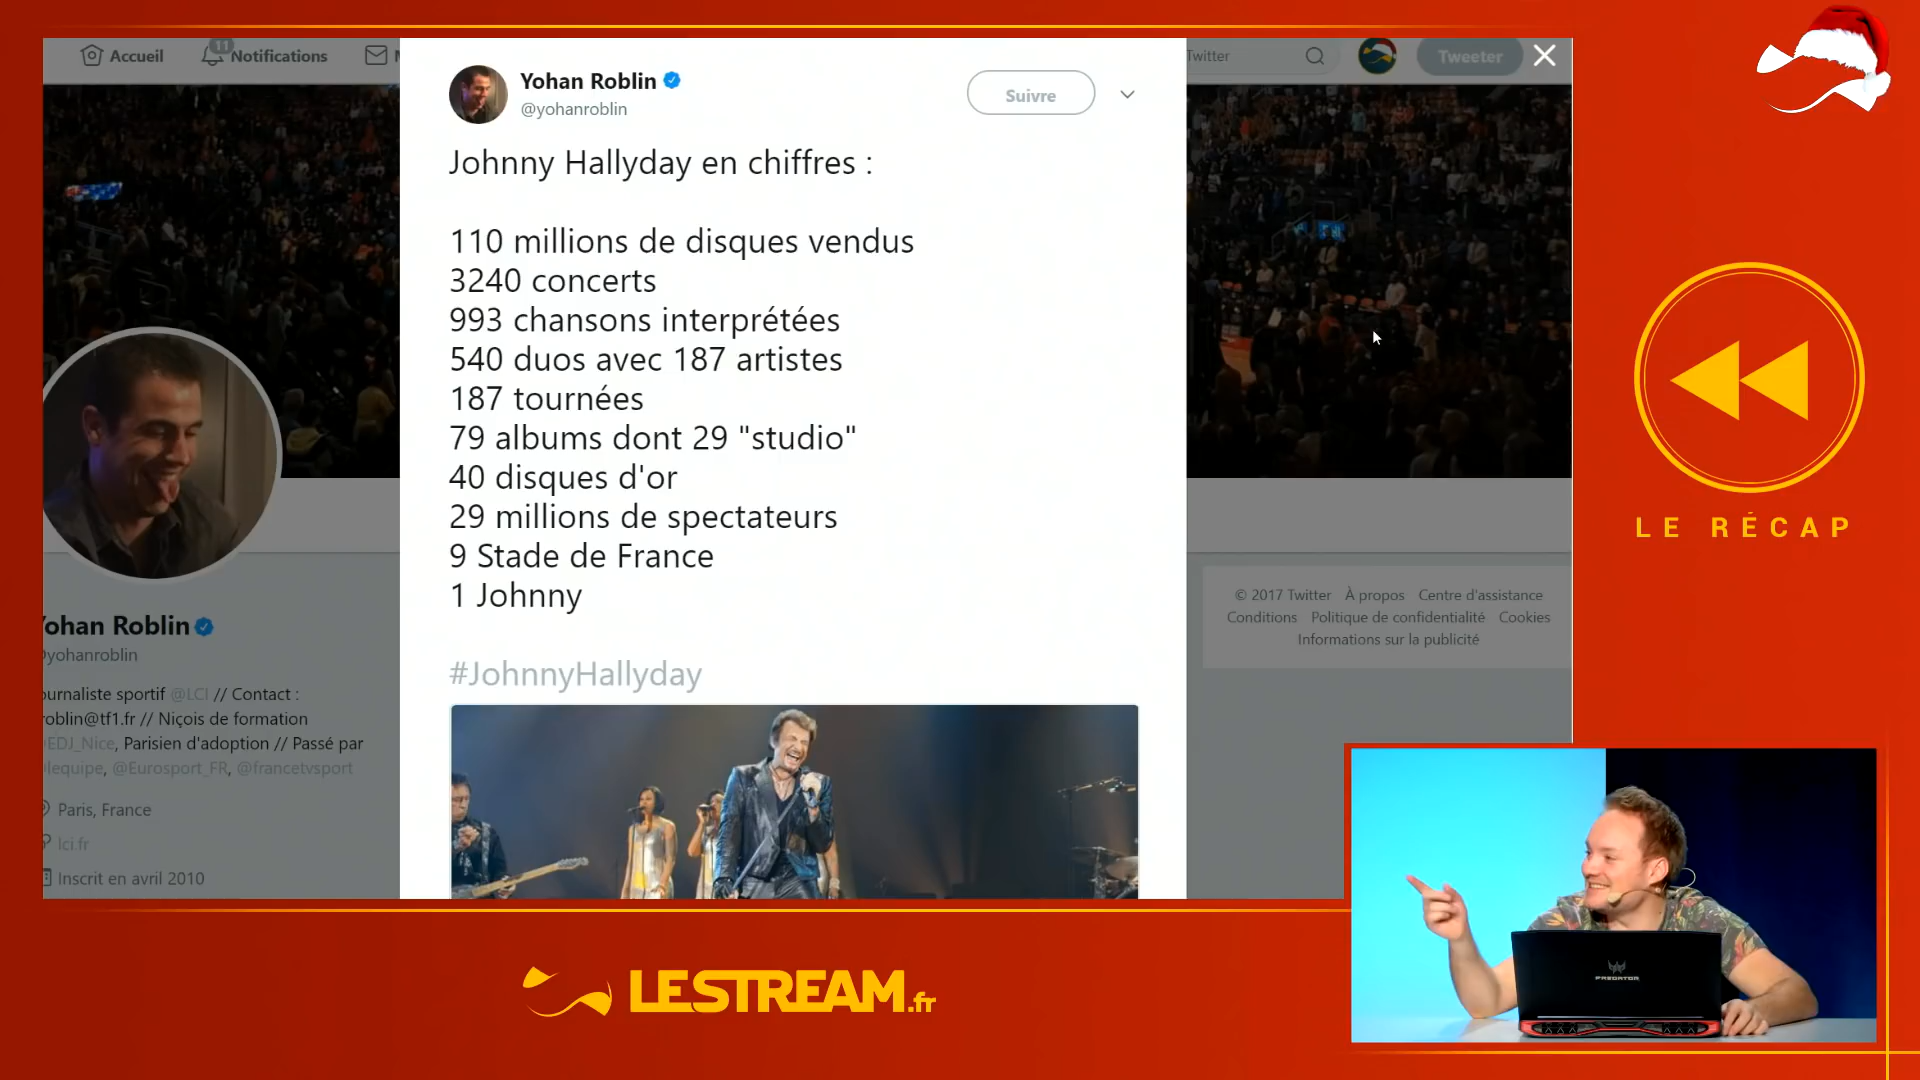 Accueil
11
Notifications
Twitter
Tweeter
Yohan Roblin
@yohanroblin
Suivre
Johnny Hallyday en chiffres :
110 millions de disques vendus
3240 concerts
993 chansons interprétées
540 duos avec 187 artistes
187 tournées
79 albums dont 29 "studio"
40 disques d'or
29 millions de spectateurs
9 Stade de France
1 Johnny
#JohnnyHallyday
ohan Roblin
yohanroblin
ournaliste sportif @LCI // Contact :
roblin@tf1.fr // Niçois de formation
EDJ_Nice, Parisien d'adoption // Passé par
lequipe, @Eurosport_FR, @francetvsport
Paris, France
lci.fr
Inscrit en avril 2010
© 2017 Twitter À propos Centre d'assistance
Conditions Politique de confidentialité Cookies
Informations sur la publicité
LE RÉCAP
PREDATOR
LESTREAM.fr